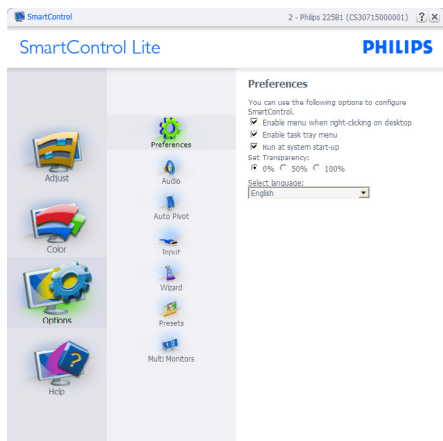 SmartControl
2 - Philips 225B1 (CS30715000001)
SmartControl Lite
PHILIPS
Adjust
Color
Options
Help
Preferences
Audio
Auto Pivot
Input
Wizard
Presets
Multi Monitors
Preferences
You can use the following options to configure
SmartControl.
Enable menu when right-clicking on desktop
Enable task tray menu
Run at system start-up
Set Transparency:
0% 50% 100%
Select language:
English